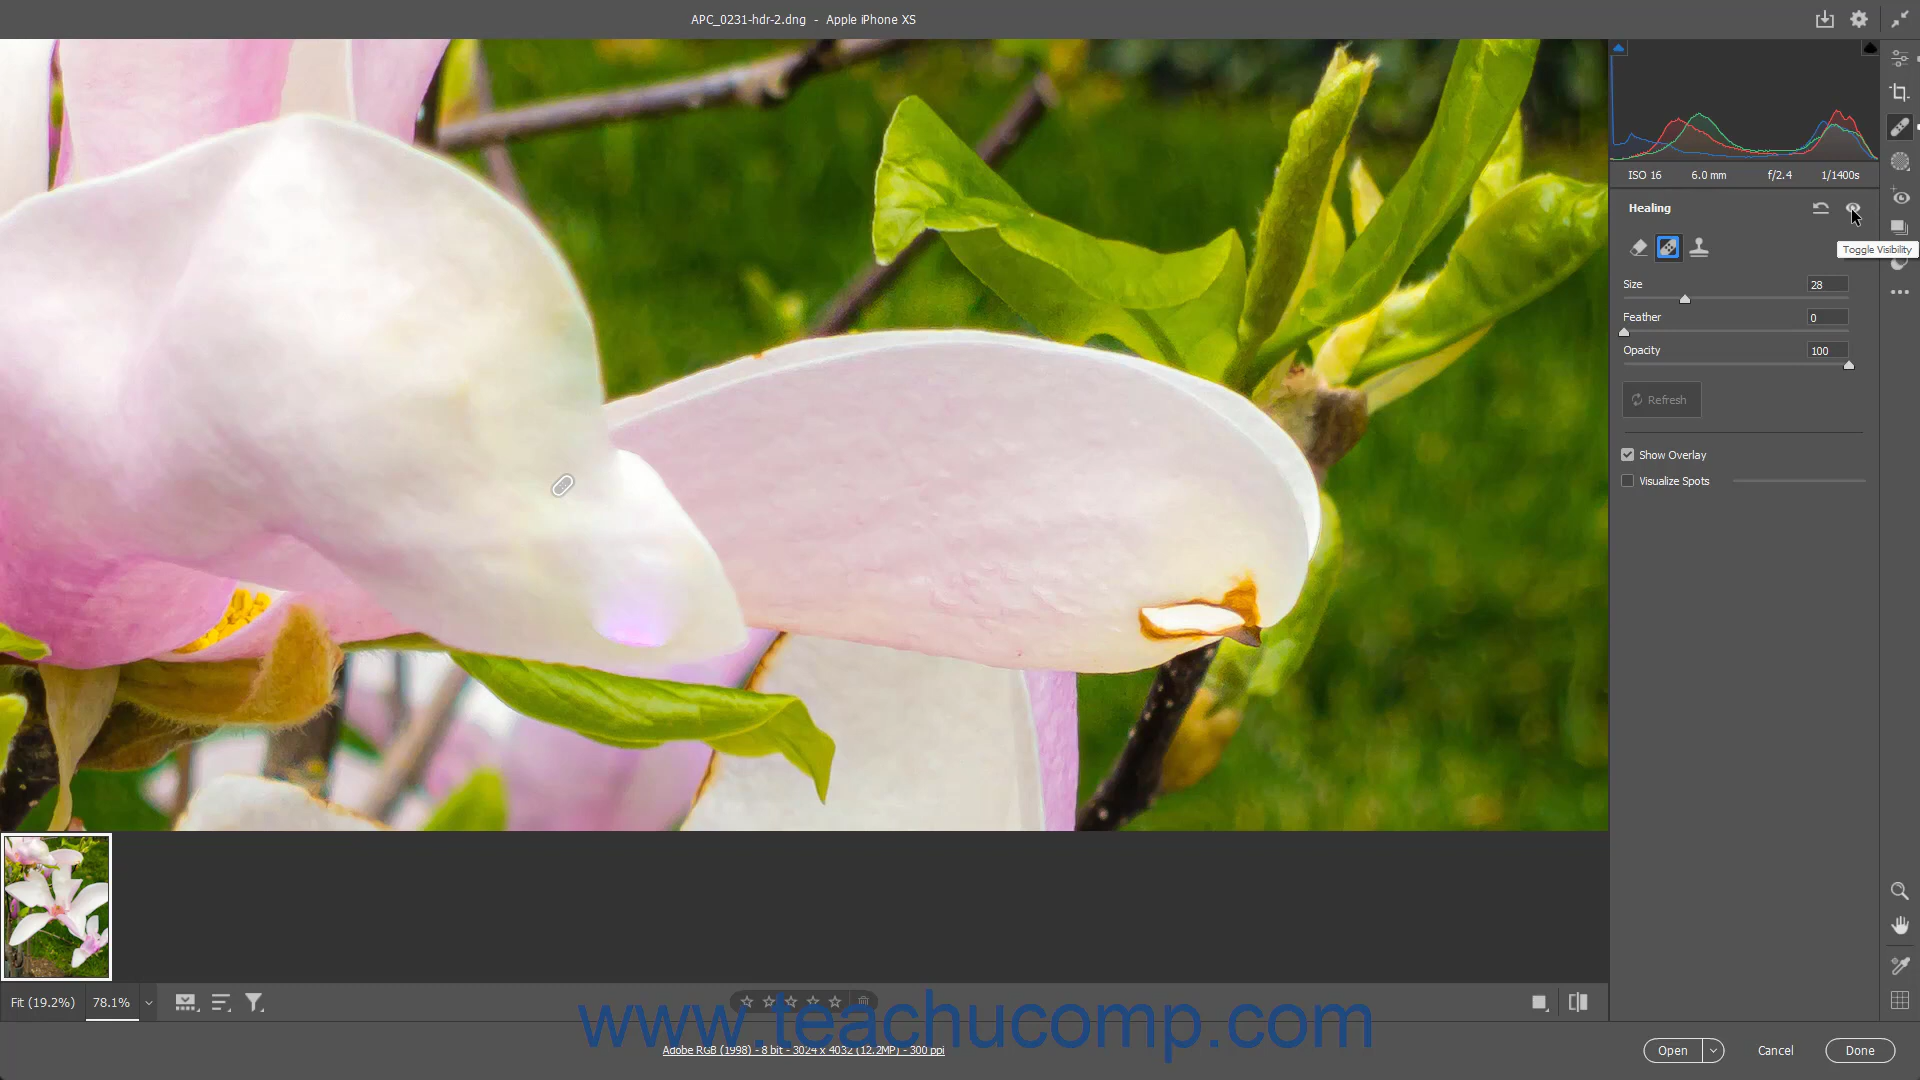 APC_0231-hdr-2.dng - Apple iPhone XS
ISO 16 6.0 mm f/2.4 1/1400s
Healing
Toggle Visibility
Size 28
Feather 0
Opacity 100
Refresh
Show Overlay
Visualize Spots
Fit (19.2%) 78.1%
www.teachucomp.com
Adobe RGB (1998) - 8 bit - 3024 x 4032 (12.2MP) - 300 ppi
Open Cancel Done